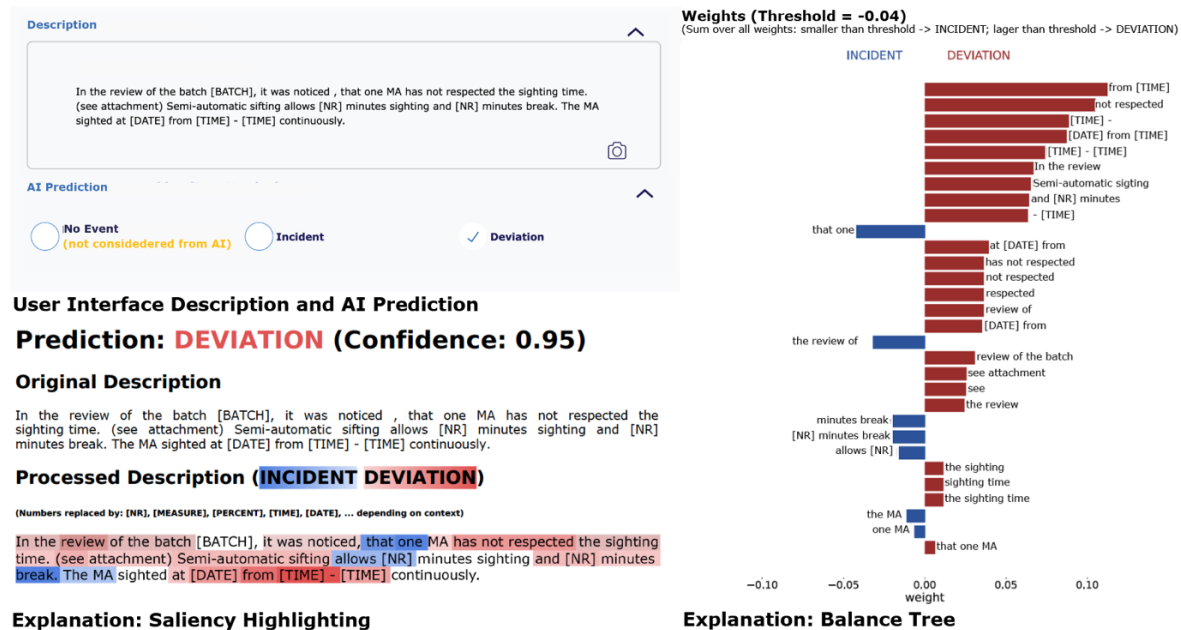 Description
In the review of the batch [BATCH], it was noticed , that one MA has not respected the sighting time.
(see attachment) Semi-automatic sifting allows [NR] minutes sighting and [NR] minutes break. The MA
sighted at [DATE] from [TIME] - [TIME] continuously.
AI Prediction
No Event
(not considedered from AI)
Incident
Deviation
User Interface Description and AI Prediction
Prediction: DEVIATION (Confidence: 0.95)
Original Description
In the review of the batch [BATCH], it was noticed , that one MA has not respected the
sighting time. (see attachment) Semi-automatic sifting allows [NR] minutes sighting and [NR]
minutes break. The MA sighted at [DATE] from [TIME] - [TIME] continuously.
Processed Description (INCIDENT DEVIATION)
(Numbers replaced by: [NR], [MEASURE], [PERCENT], [TIME], [DATE], ... depending on context)
In the review of the batch [BATCH], it was noticed, that one MA has not respected the sighting
time. (see attachment) Semi-automatic sifting allows [NR] minutes sighting and [NR] minutes
break. The MA sighted at [DATE] from [TIME] - [TIME] continuously.
Explanation: Saliency Highlighting
Weights (Threshold = -0.04)
(Sum over all weights: smaller than threshold -> INCIDENT; lager than threshold -> DEVIATION)
INCIDENT DEVIATION
from [TIME]
not respected
[TIME] -
[DATE] from [TIME]
[TIME] - [TIME]
In the review
Semi-automatic sigting
and [NR] minutes
- [TIME]
that one
at [DATE] from
has not respected
not respected
respected
review of
[DATE] from
the review of
review of the batch
see attachment
see
the review
minutes break
[NR] minutes break
allows [NR]
the sighting
sighting time
the sighting time
the MA
one MA
that one MA
−0.10 −0.05 0.00 0.05 0.10
weight
Explanation: Balance Tree